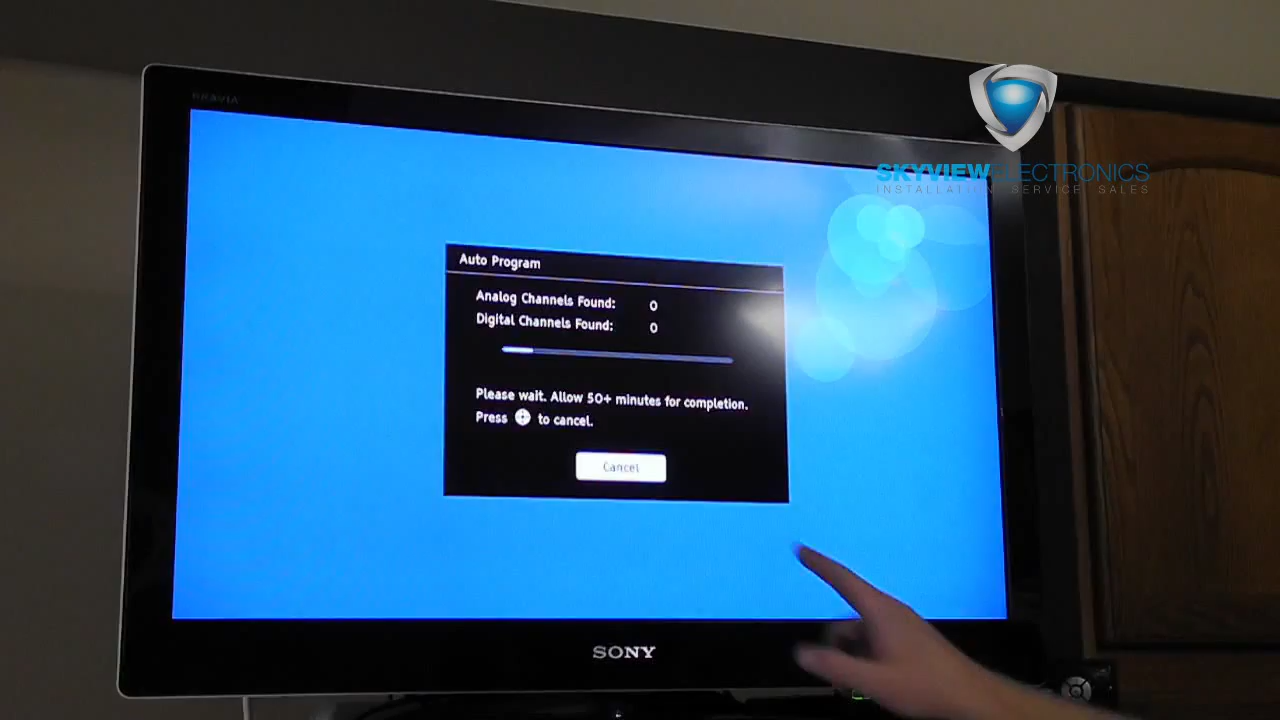 BRAVIA
SKYVIEWELECTRONICS
INSTALLATION SERVICE SALES
Auto Program
Analog Channels Found: 0
Digital Channels Found: 0
Please wait. Allow 50+ minutes for completion.
Press to cancel.
Cancel
SONY